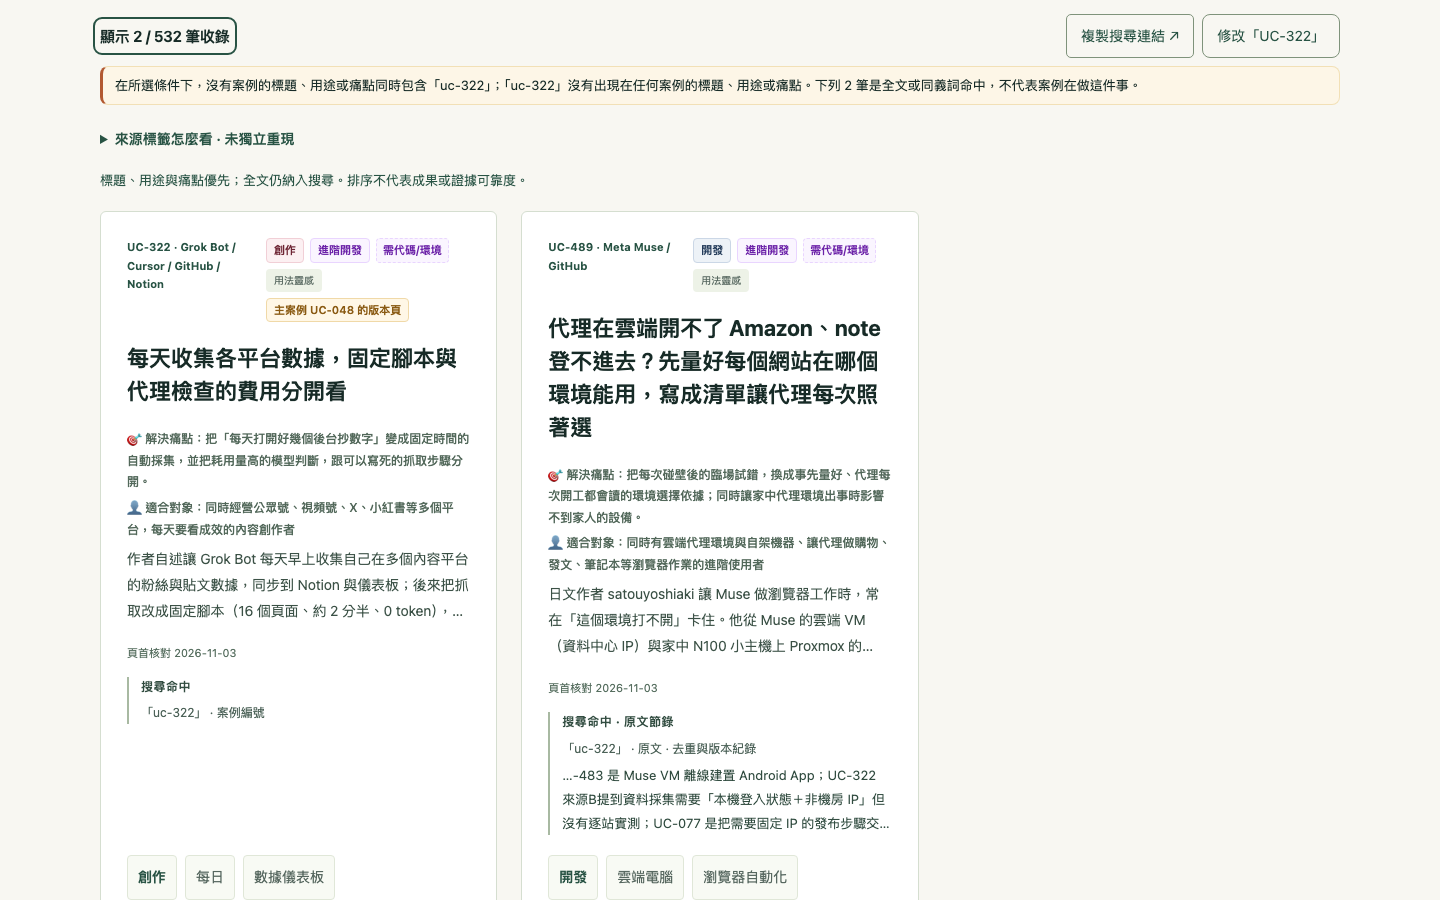 顯示 2 / 532 筆收錄
複製搜尋連結 ↗
修改「UC-322」
在所選條件下，沒有案例的標題、用途或痛點同時包含「uc-322」；「uc-322」沒有出現在任何案例的標題、用途或痛點。下列 2 筆是全文或同義詞命中，不代表案例在做這件事。
▶ 來源標籤怎麼看 · 未獨立重現
標題、用途與痛點優先；全文仍納入搜尋。排序不代表成果或證據可靠度。
UC-322 · Grok Bot /
Cursor / GitHub /
Notion
創作
進階開發
需代碼/環境
用法靈感
主案例 UC-048 的版本頁
每天收集各平台數據，固定腳本與
代理檢查的費用分開看
🎯 解決痛點：把「每天打開好幾個後台抄數字」變成固定時間的
自動採集，並把耗用量高的模型判斷，跟可以寫死的抓取步驟分
開。
👤 適合對象：同時經營公眾號、視頻號、X、小紅書等多個平
台，每天要看成效的內容創作者
作者自述讓 Grok Bot 每天早上收集自己在多個內容平台
的粉絲與貼文數據，同步到 Notion 與儀表板；後來把抓
取改成固定腳本（16 個頁面、約 2 分半、0 token），...
頁首核對 2026-11-03
搜尋命中
「uc-322」 · 案例編號
創作
每日
數據儀表板
UC-489 · Meta Muse /
GitHub
開發
進階開發
需代碼/環境
用法靈感
代理在雲端開不了 Amazon、note
登不進去？先量好每個網站在哪個
環境能用，寫成清單讓代理每次照
著選
🎯 解決痛點：把每次碰壁後的臨場試錯，換成事先量好、代理每
次開工都會讀的環境選擇依據；同時讓家中代理環境出事時影響
不到家人的設備。
👤 適合對象：同時有雲端代理環境與自架機器、讓代理做購物、
發文、筆記本等瀏覽器作業的進階使用者
日文作者 satouyoshiaki 讓 Muse 做瀏覽器工作時，常
在「這個環境打不開」卡住。他從 Muse 的雲端 VM
（資料中心 IP）與家中 N100 小主機上 Proxmox 的...
頁首核對 2026-11-03
搜尋命中 · 原文節錄
「uc-322」 · 原文 · 去重與版本紀錄
…-483 是 Muse VM 離線建置 Android App；UC-322
來源B提到資料採集需要「本機登入狀態＋非機房 IP」但
沒有逐站實測；UC-077 是把需要固定 IP 的發布步驟交...
開發
雲端電腦
瀏覽器自動化